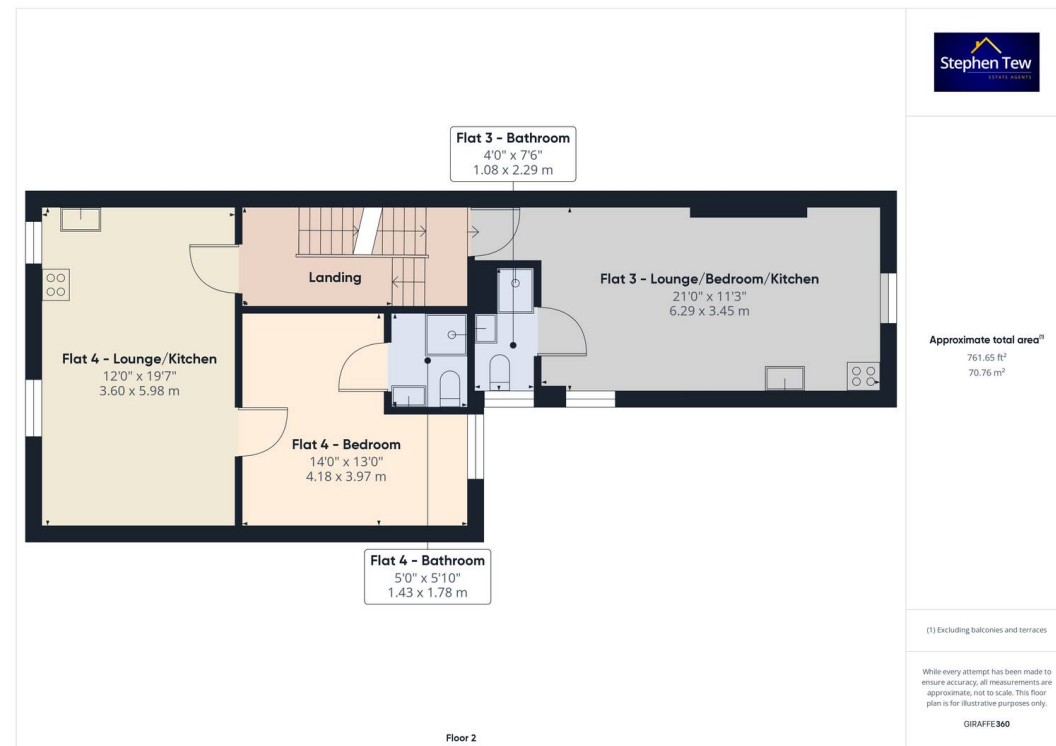 Stephen Tew
ESTATE AGENTS
Flat 3 - Bathroom
4'0" x 7'6"
1.08 x 2.29 m
Landing
Flat 3 - Lounge/Bedroom/Kitchen
21'0" x 11'3"
6.29 x 3.45 m
Flat 4 - Lounge/Kitchen
12'0" x 19'7"
3.60 x 5.98 m
Flat 4 - Bedroom
14'0" x 13'0"
4.18 x 3.97 m
Flat 4 - Bathroom
5'0" x 5'10"
1.43 x 1.78 m
Floor 2
Approximate total area(1)
761.65 ft²
70.76 m²
(1) Excluding balconies and terraces
While every attempt has been made to
ensure accuracy, all measurements are
approximate, not to scale. This floor
plan is for illustrative purposes only.
GIRAFFE360